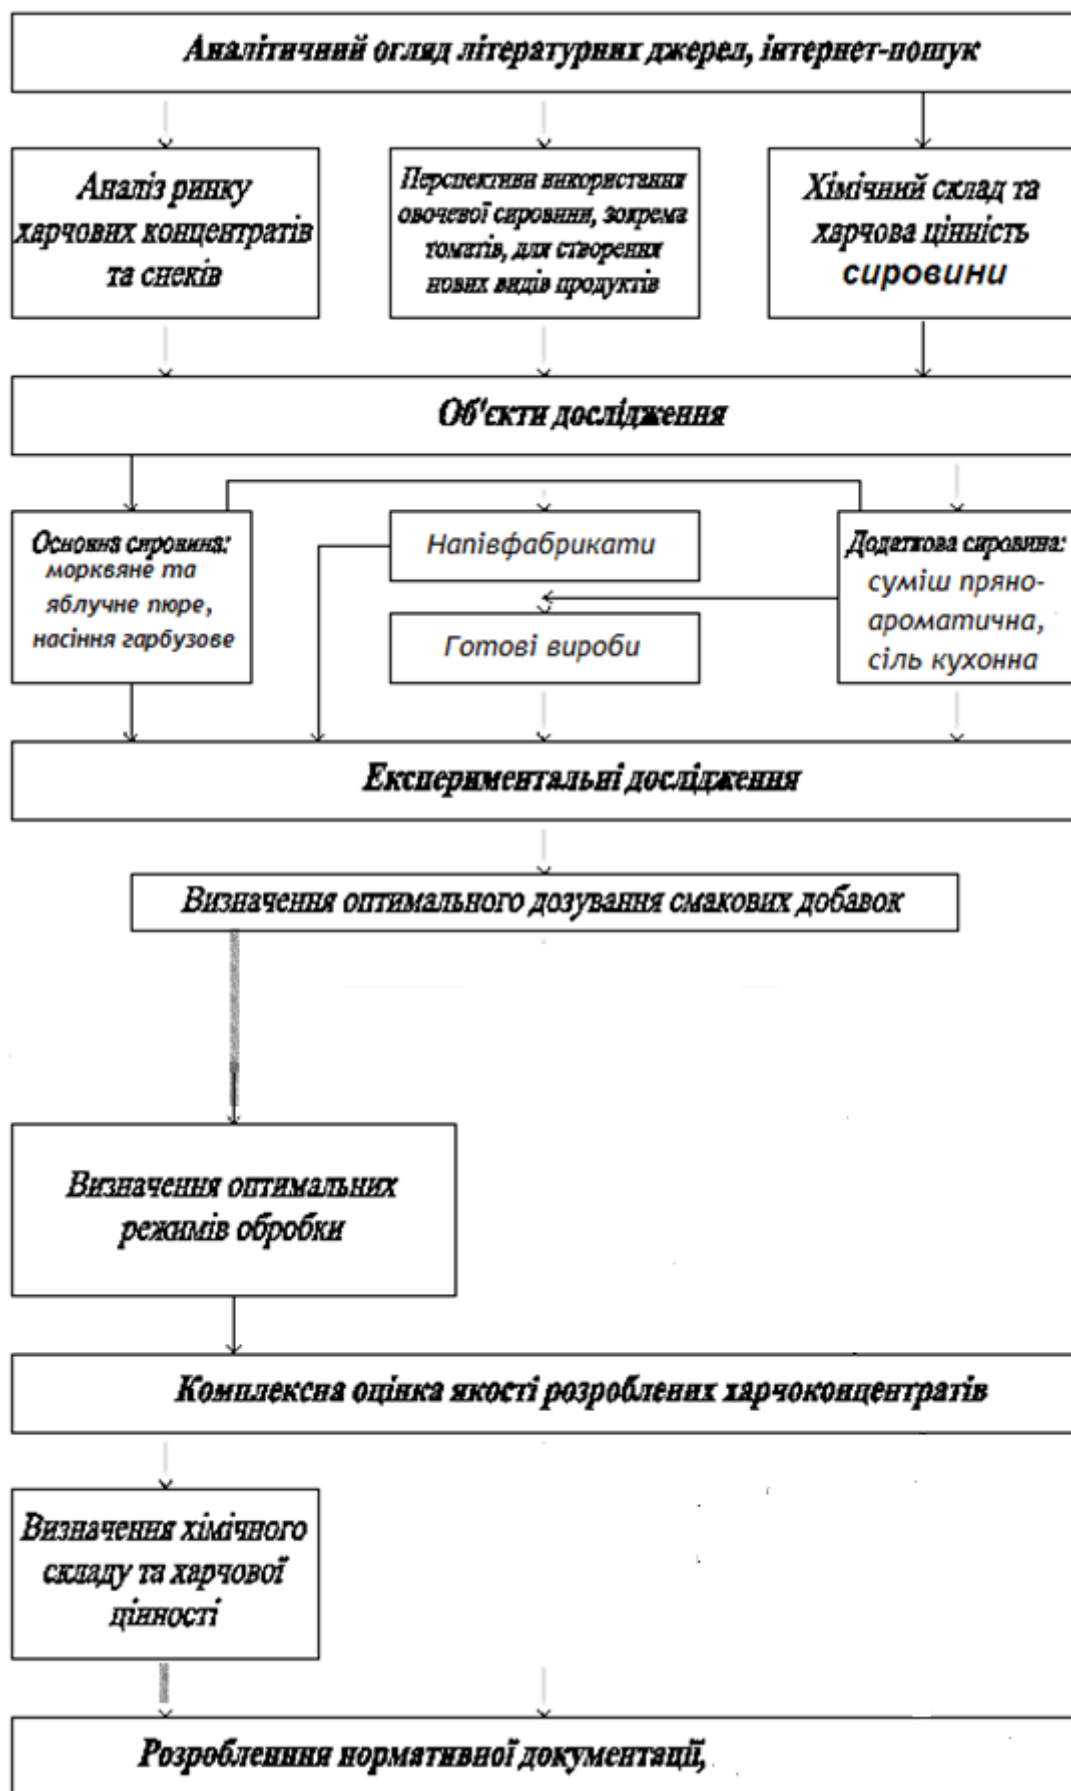 Аналітичний огляд літературних джерел, інтернет-пошук
Аналіз ринку
харчових концентратів
та снеків
Перспективи використання
овочевої сировини, зокрема
томатів, для створення
нових видів продуктів
Хімічний склад та
харчова цінність
сировини
Об'єкти дослідження
Основна сировина:
морквяне та
яблучне пюре,
насіння гарбузове
Напівфабрикати
Готові вироби
Додаткова сировина:
суміш пряно-
ароматична,
сіль кухонна
Експериментальні дослідження
Визначення оптимального дозування смакових добавок
Визначення оптимальних
режимів обробки
Комплексна оцінка якості розроблених харчоконцентратів
Визначення хімічного
складу та харчової
цінності
Розроблення нормативної документації,